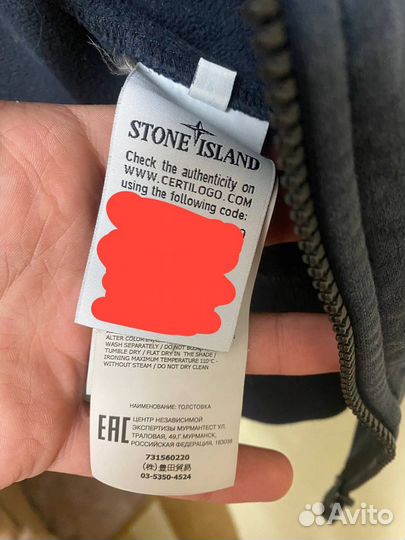 STONE ISLAND
Check the authenticity on
WWW.CERTILOGO.COM
using the following code:
ALTER COLOR
WASH SEPARATELY / DO NOT
TUMBLE DRY / FLAT DRY IN THE SHADE /
IRONING MAXIMUM TEMPERATURE 110°C -
WITHOUT STEAM / DO NOT DRY CLEAN
НАИМЕНОВАНИЕ: ТОЛСТОВКА
EAC
ЦЕНТР НЕЗАВИСИМОЙ
ЭКСПЕРТИЗЫ МУРМАНТЕСТ УЛ.
ТРАЛОВАЯ, 49,Г.МУРМАНСК,
РОССИЙСКАЯ ФЕДЕРАЦИЯ, 183038
731560220
(株)豊田貿易
03-5350-4524
Avito